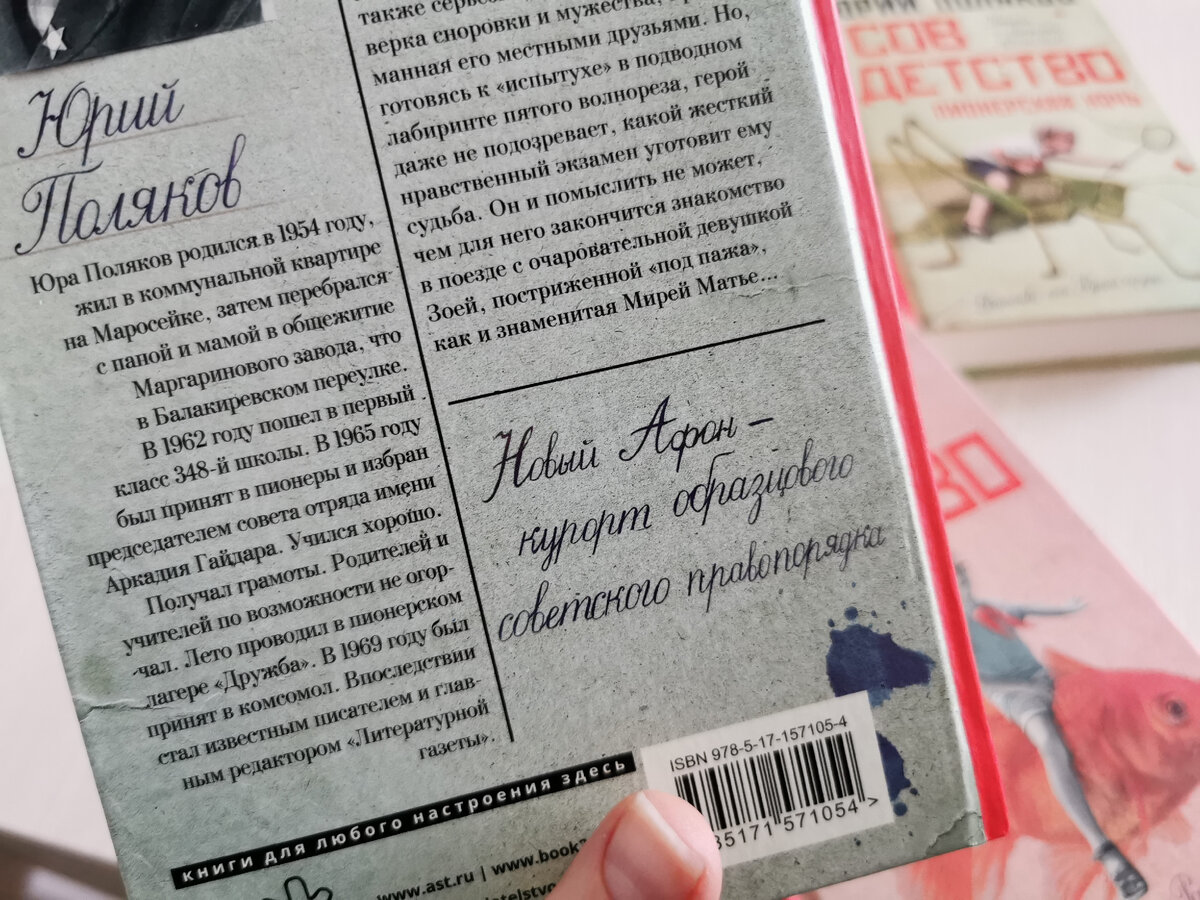 Юрий
Поляков
Юра Поляков родился в 1954 году,
жил в коммунальной квартире
на Маросейке, затем перебрался
с папой и мамой в общежитие
Маргаринового завода, что
в Балакиревском переулке.
В 1962 году пошел в первый
класс 348-й школы. В 1965 году
был принят в пионеры и избран
председателем совета отряда имени
Аркадия Гайдара. Учился хорошо.
Получал грамоты. Родителей и
учителей по возможности не огор-
чал. Лето проводил в пионерском
лагере «Дружба». В 1969 году был
принят в комсомол. Впоследствии
стал известным писателем и глав-
ным редактором «Литературной
газеты».
также
верка сноровки и мужества,
манная его местными друзьями. Но,
готовясь к «испытухе» в подводном
лабиринте пятого волнореза, герой
даже не подозревает, какой жесткий
нравственный экзамен уготовит ему
судьба. Он и помыслить не может,
чем для него закончится знакомство
в поезде с очаровательной девушкой
Зоей, постриженной «под пажа»,
как и знаменитая Мирей Матье...
Новый Афон –
курорт образцового
советского правопорядка
книги для любого настроения здесь
www.ast.ru | www.book
ISBN 978-5-17-157105-4
85171 571054 >
СОВ
ДЕТСТВО
ПИОНЕРСКАЯ НОЧЬ
ВО